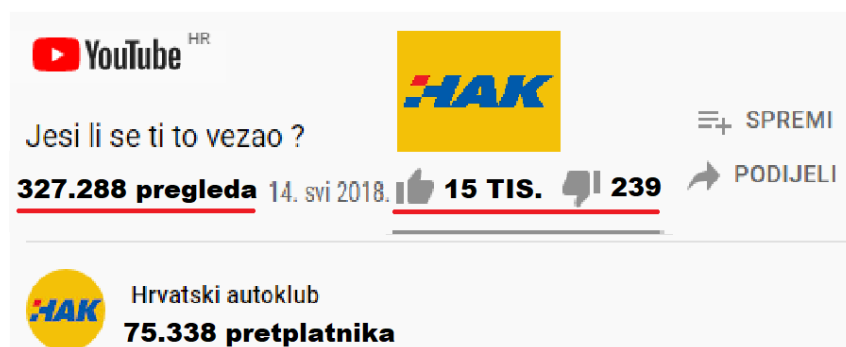 YouTube HR
HAK
Jesi li se ti to vezao ?
SPREMI
327.288 pregleda 14. svi 2018. 15 TIS. 239
PODIJELI
HAK
Hrvatski autoklub
75.338 pretplatnika